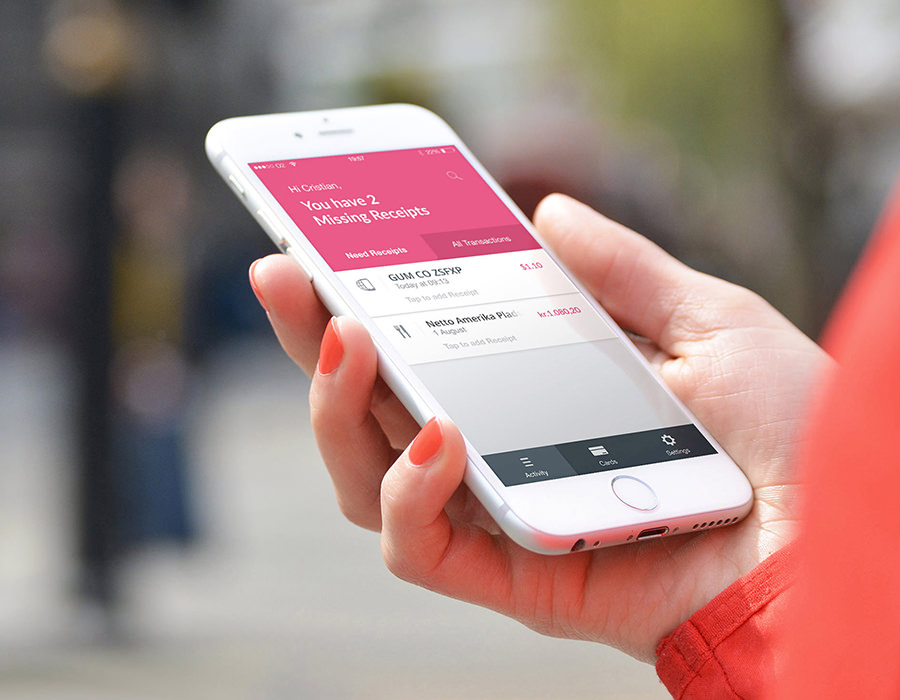 O2 19:57 22%
Hi Cristian,
You have 2
Missing Receipts
Need Receipts All Transactions
GUM CO ZSFXP $1.10
Today at 09:13
Tap to add Receipt
Netto Amerika Plad kr.1,080.20
1 August
Tap to add Receipt
Activity Cards Settings